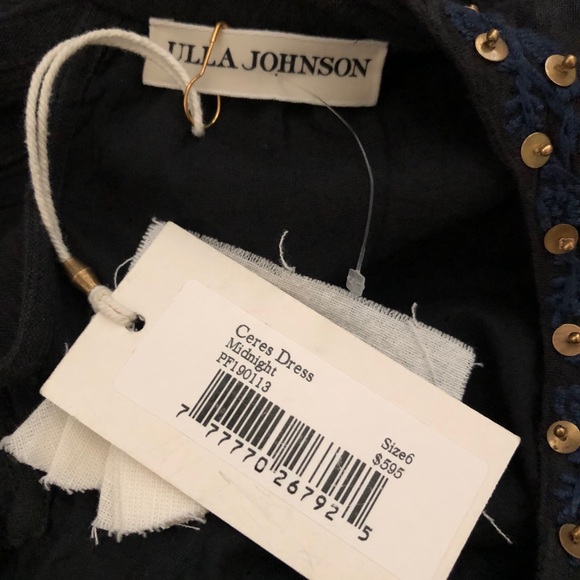 ULLA JOHNSON
Ceres Dress
Midnight
PF190113
Size6
$595
7 77770 26792 5